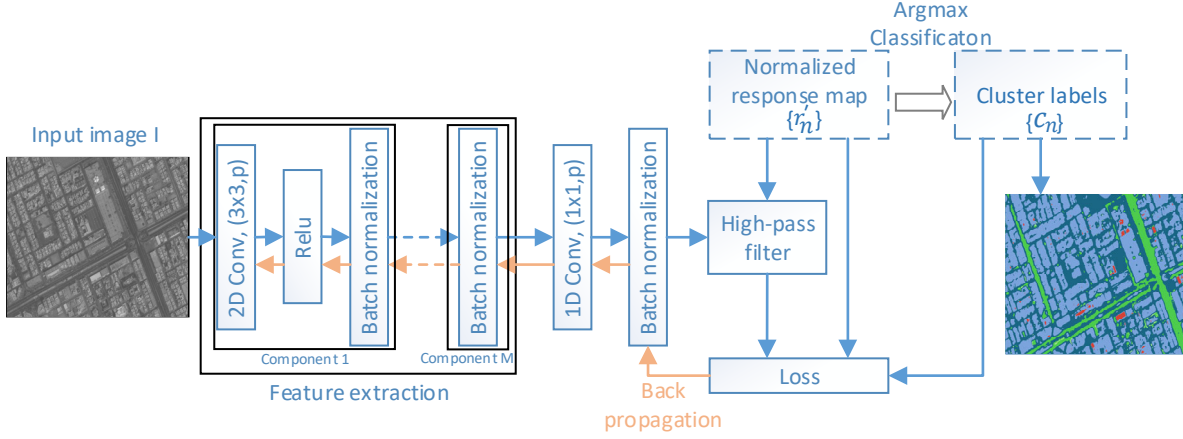 Argmax
Classificaton
Normalized
response map
{r'n}
Cluster labels
{Cn}
Input image I
2D Conv, (3x3,p)
Relu
Batch normalization
Batch normalization
1D Conv, (1x1,p)
Batch normalization
High-pass
filter
Component 1
Component M
Feature extraction
Loss
Back
propagation